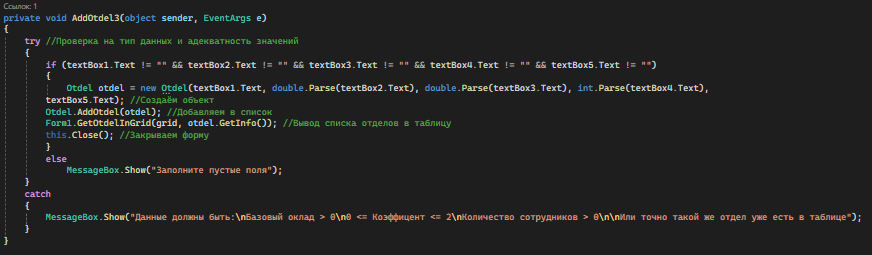 Ссылок: 1
private void AddOtdel3(object sender, EventArgs e)
{
try //Проверка на тип данных и адекватность значений
{
if (textBox1.Text != "" && textBox2.Text != "" && textBox3.Text != "" && textBox4.Text != "" && textBox5.Text != "")
{
Otdel otdel = new Otdel(textBox1.Text, double.Parse(textBox2.Text), double.Parse(textBox3.Text), int.Parse(textBox4.Text),
textBox5.Text); //Создаём объект
Otdel.AddOtdel(otdel); //Добавляем в список
Form1.GetOtdelInGrid(grid, otdel.GetInfo()); //Вывод списка отделов в таблицу
this.Close(); //Закрываем форму
}
else
MessageBox.Show("Заполните пустые поля");
}
catch
{
MessageBox.Show("Данные должны быть:\nБазовый оклад > 0\n0 <= Коэффицент <= 2\nКоличество сотрудников > 0\n\nИли точно такой же отдел уже есть в таблице");
}
}